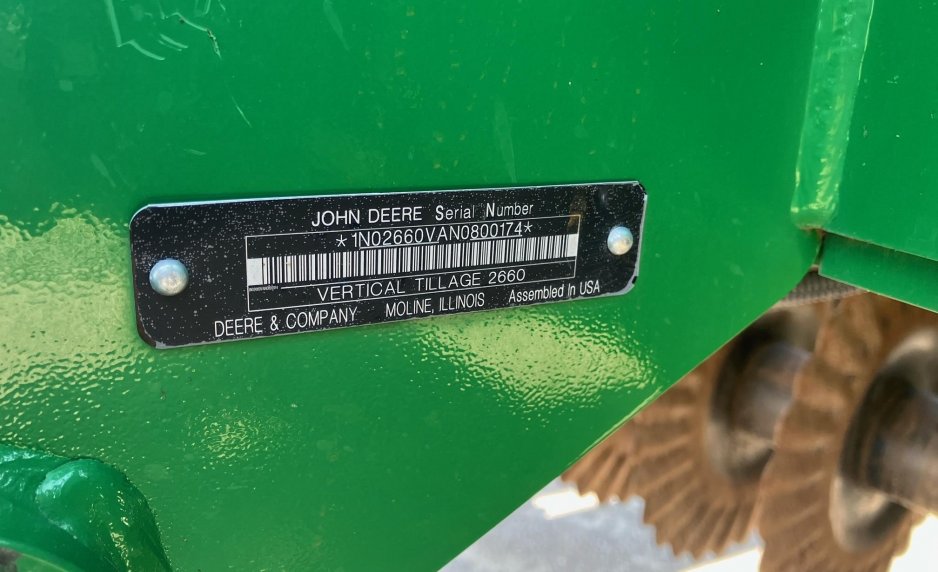 JOHN DEERE Serial Number
*1N02660VAN0800174*
VERTICAL TILLAGE 2660
DEERE & COMPANY MOLINE, ILLINOIS Assembled In USA